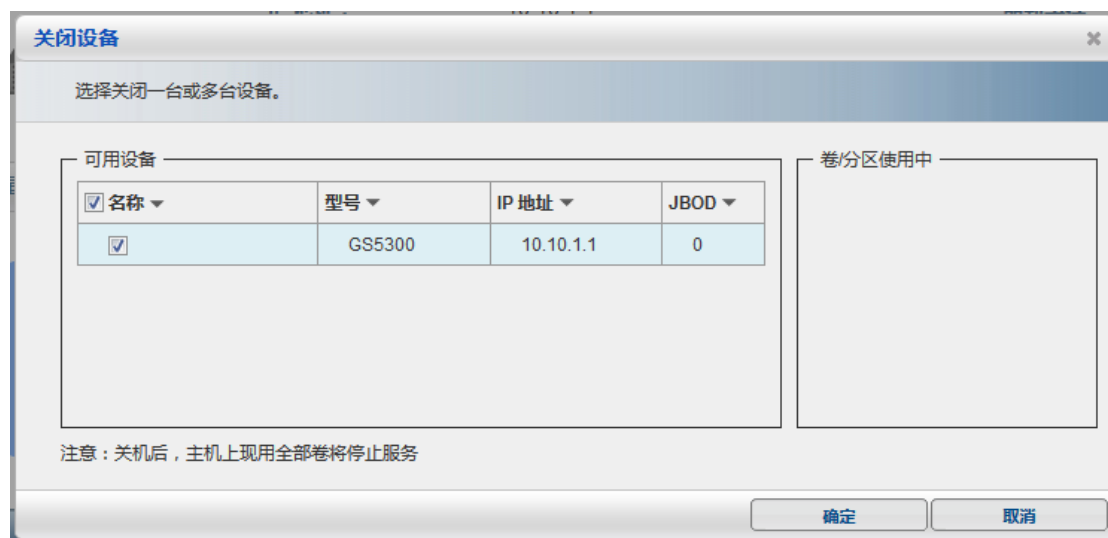 关闭设备
选择关闭一台或多台设备。
可用设备
卷/分区使用中
名称 型号 IP 地址 JBOD
GS5300 10.10.1.1 0
注意：关机后，主机上现用全部卷将停止服务
确定 取消